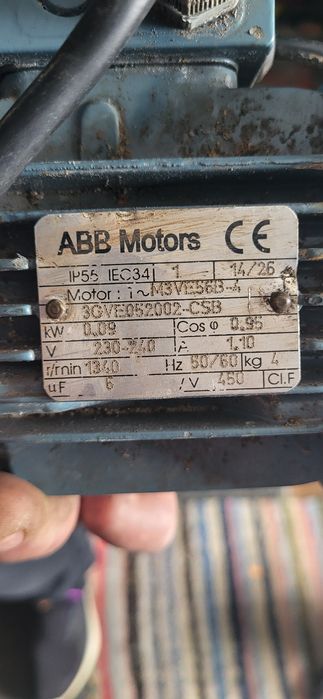 ABB Motors CE
IP55 IEC34 1 14/26
Motor: 1~ M3VE56B-4
3GVE052002-CSB
kW 0.09 Cos φ 0.95
V 230-240 A 1.10
r/min 1340 Hz 50/60 kg 4
uF 6 /V 450 Cl.F